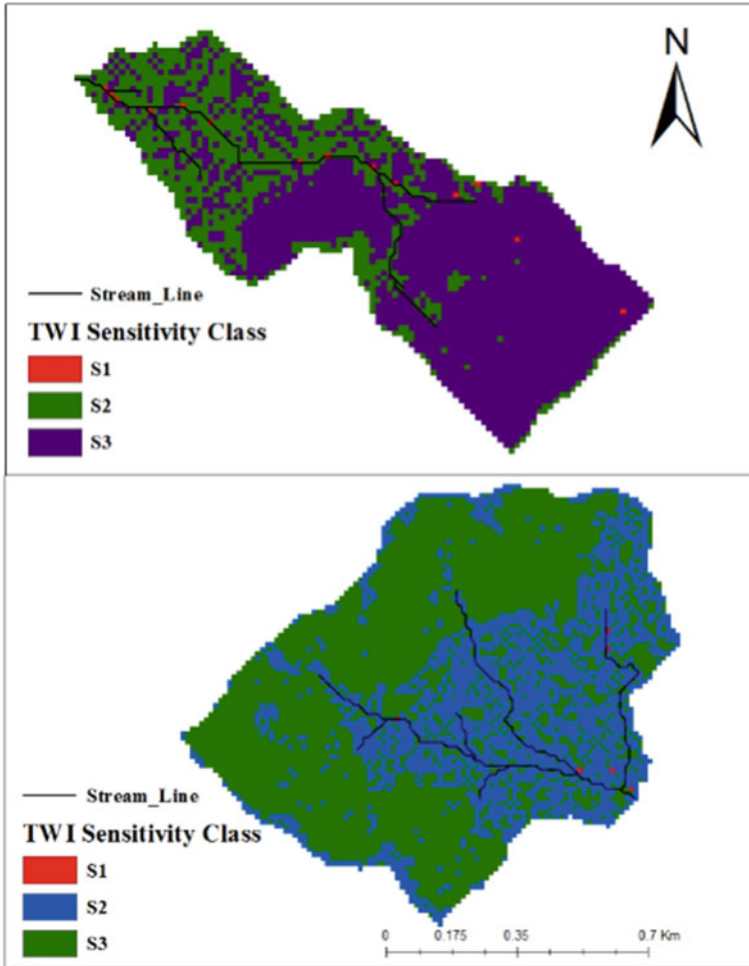 N
Stream_Line
TWI Sensitivity Class
S1
S2
S3
Stream_Line
TWI Sensitivity Class
S1
S2
S3
0 0.175 0.35 0.7 Km